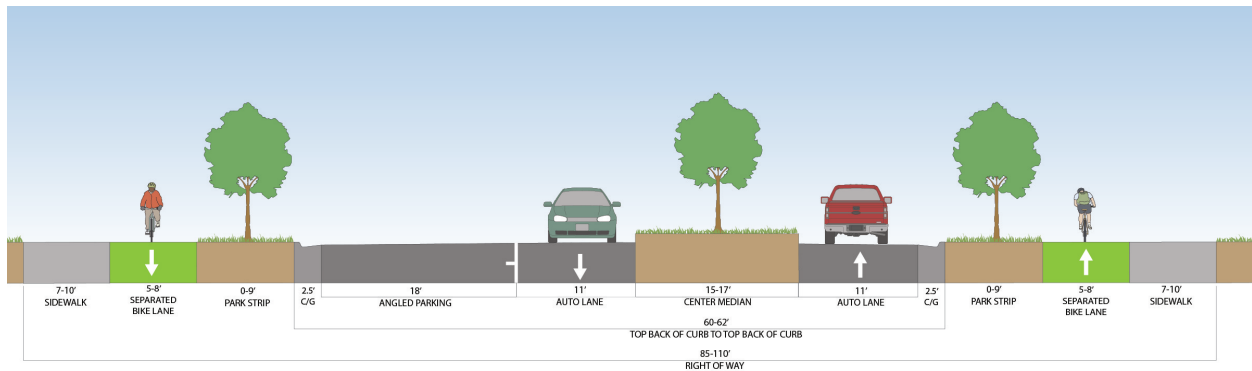 7-10’
SIDEWALK
5-8’
SEPARATED
BIKE LANE
0-9’
PARK STRIP
2.5’
C/G
18’
ANGLED PARKING
11’
AUTO LANE
15-17’
CENTER MEDIAN
11’
AUTO LANE
2.5’
C/G
0-9’
PARK STRIP
5-8’
SEPARATED
BIKE LANE
7-10’
SIDEWALK
60-62’
TOP BACK OF CURB TO TOP BACK OF CURB
85-110’
RIGHT OF WAY